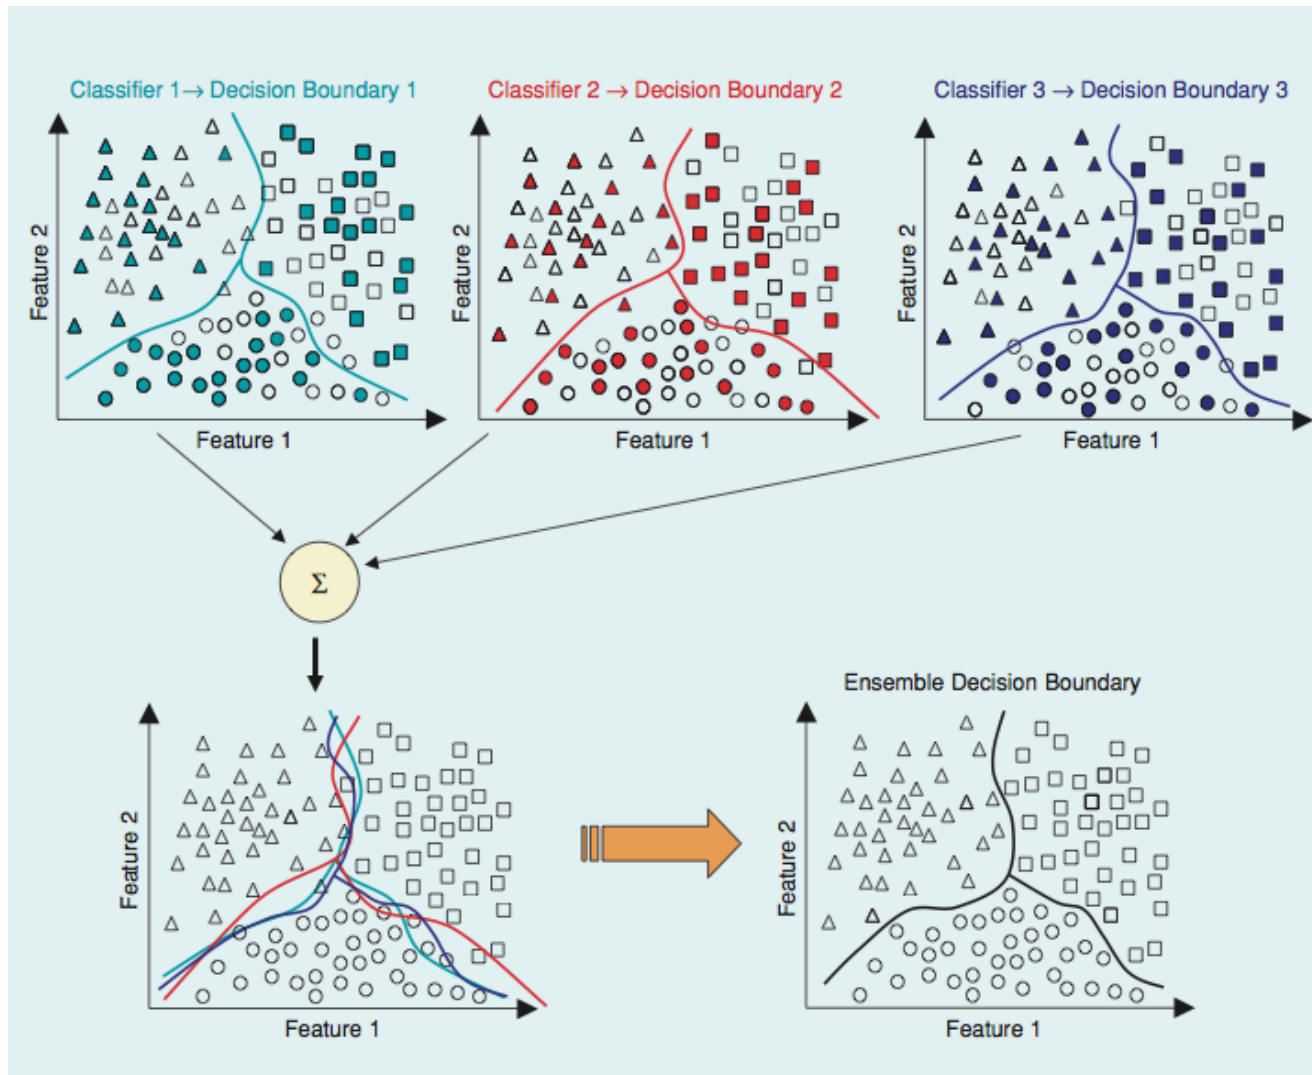 Classifier 1→ Decision Boundary 1
Classifier 2 → Decision Boundary 2
Classifier 3 → Decision Boundary 3
Feature 2
Feature 2
Feature 2
Feature 1
Feature 1
Feature 1
Σ
Ensemble Decision Boundary
Feature 2
Feature 2
Feature 1
Feature 1